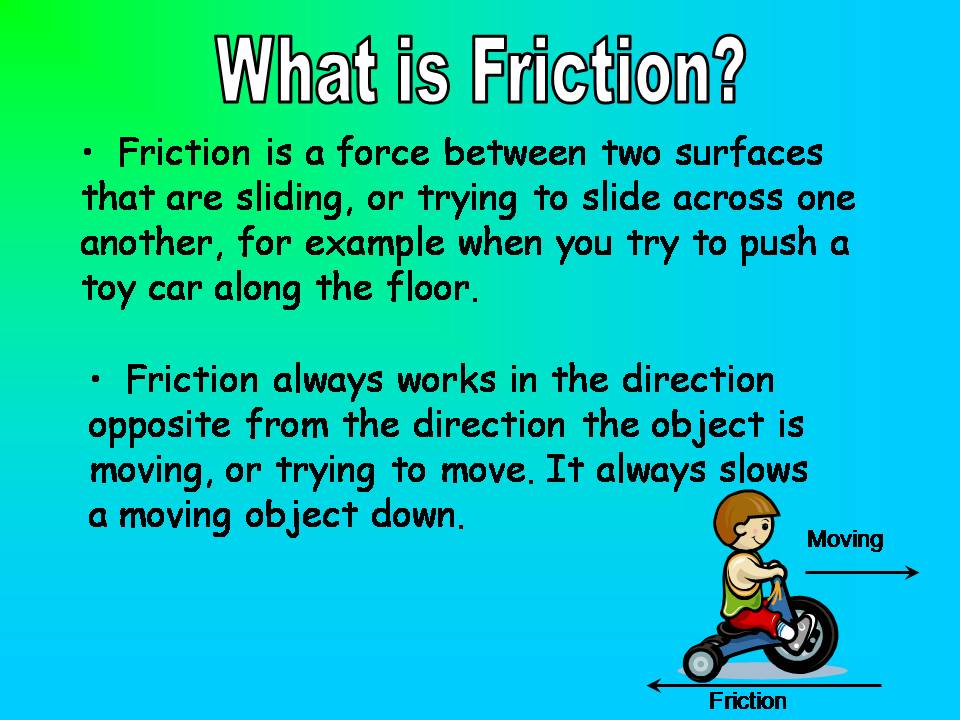 What is Friction?
• Friction is a force between two surfaces
that are sliding, or trying to slide across one
another, for example when you try to push a
toy car along the floor.
• Friction always works in the direction
opposite from the direction the object is
moving, or trying to move. It always slows
a moving object down.
Moving
Friction